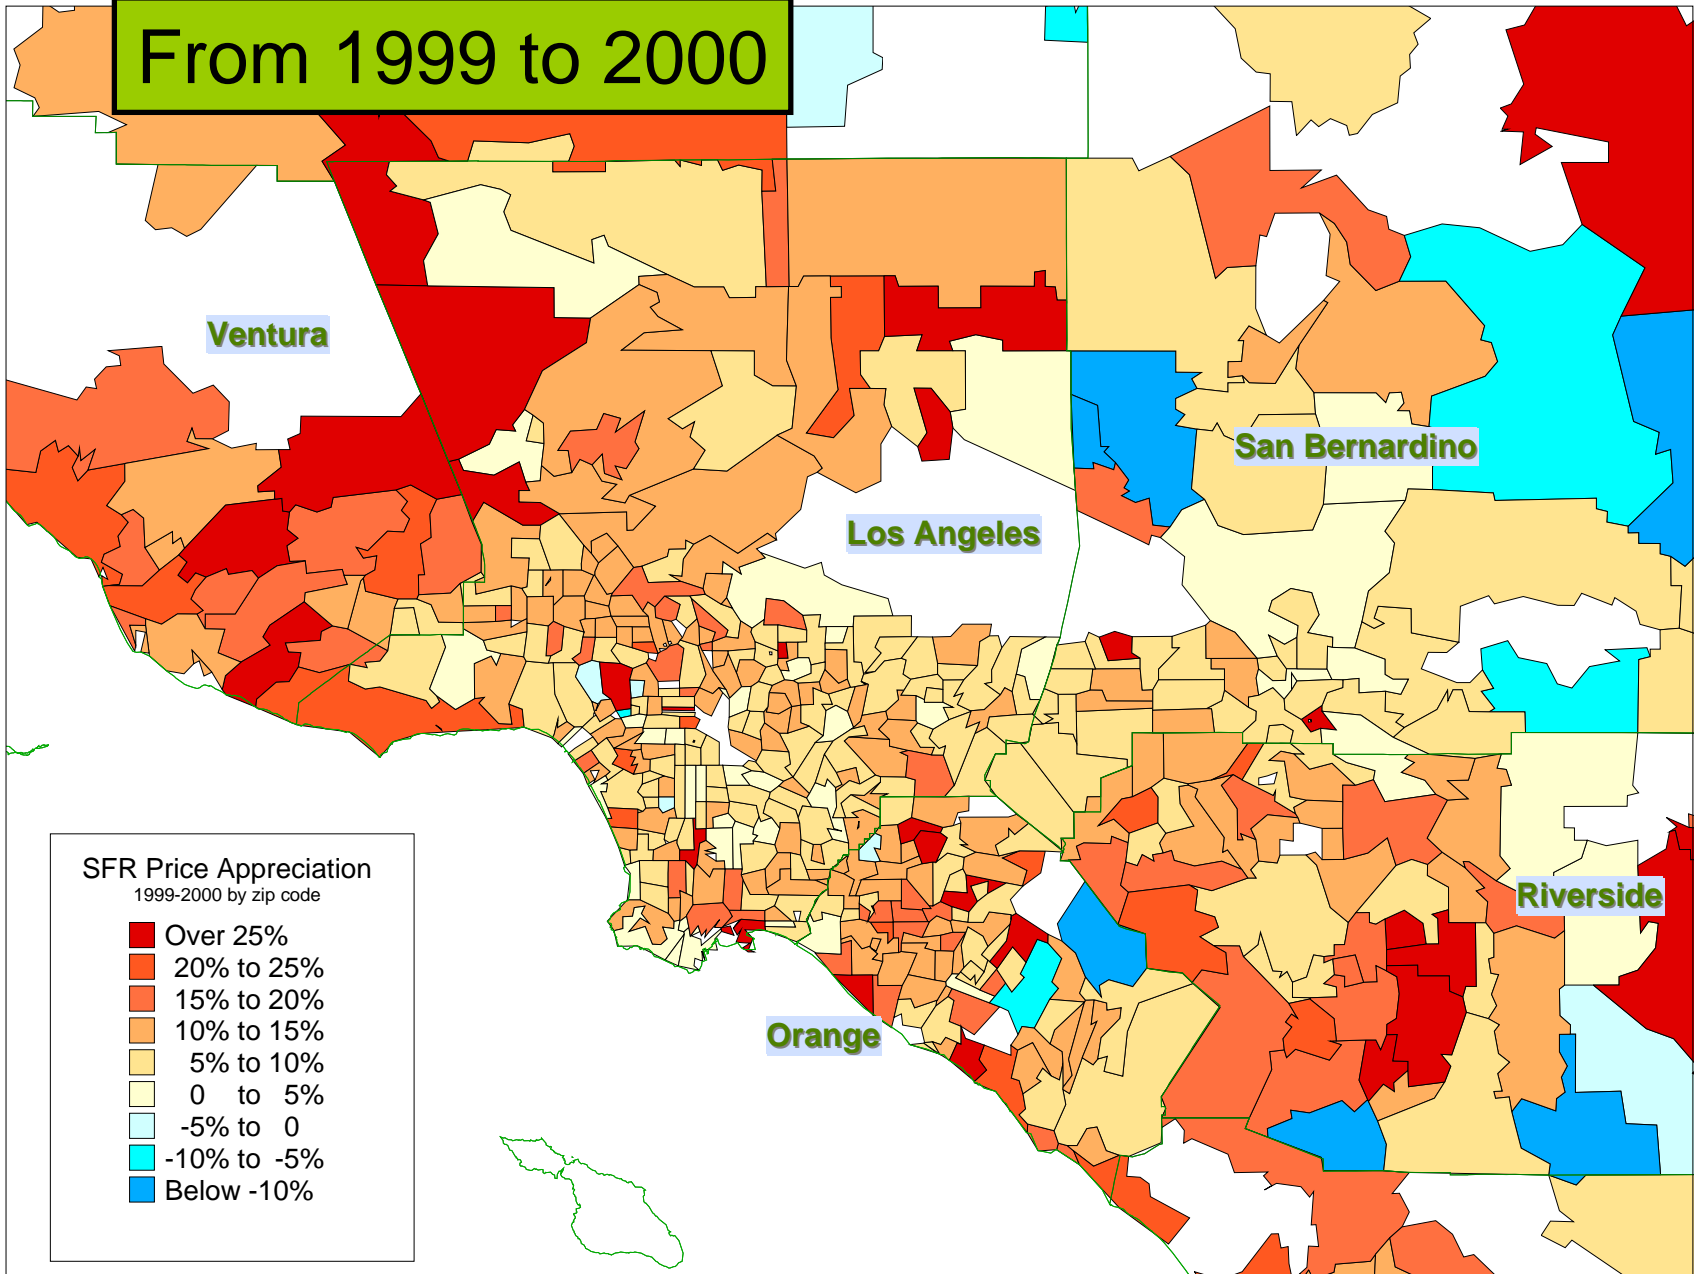 From 1999 to 2000
Ventura
San Bernardino
Los Angeles
Riverside
Orange
SFR Price Appreciation
1999-2000 by zip code
Over 25%
20% to 25%
15% to 20%
10% to 15%
5% to 10%
0 to 5%
-5% to 0
-10% to -5%
Below -10%